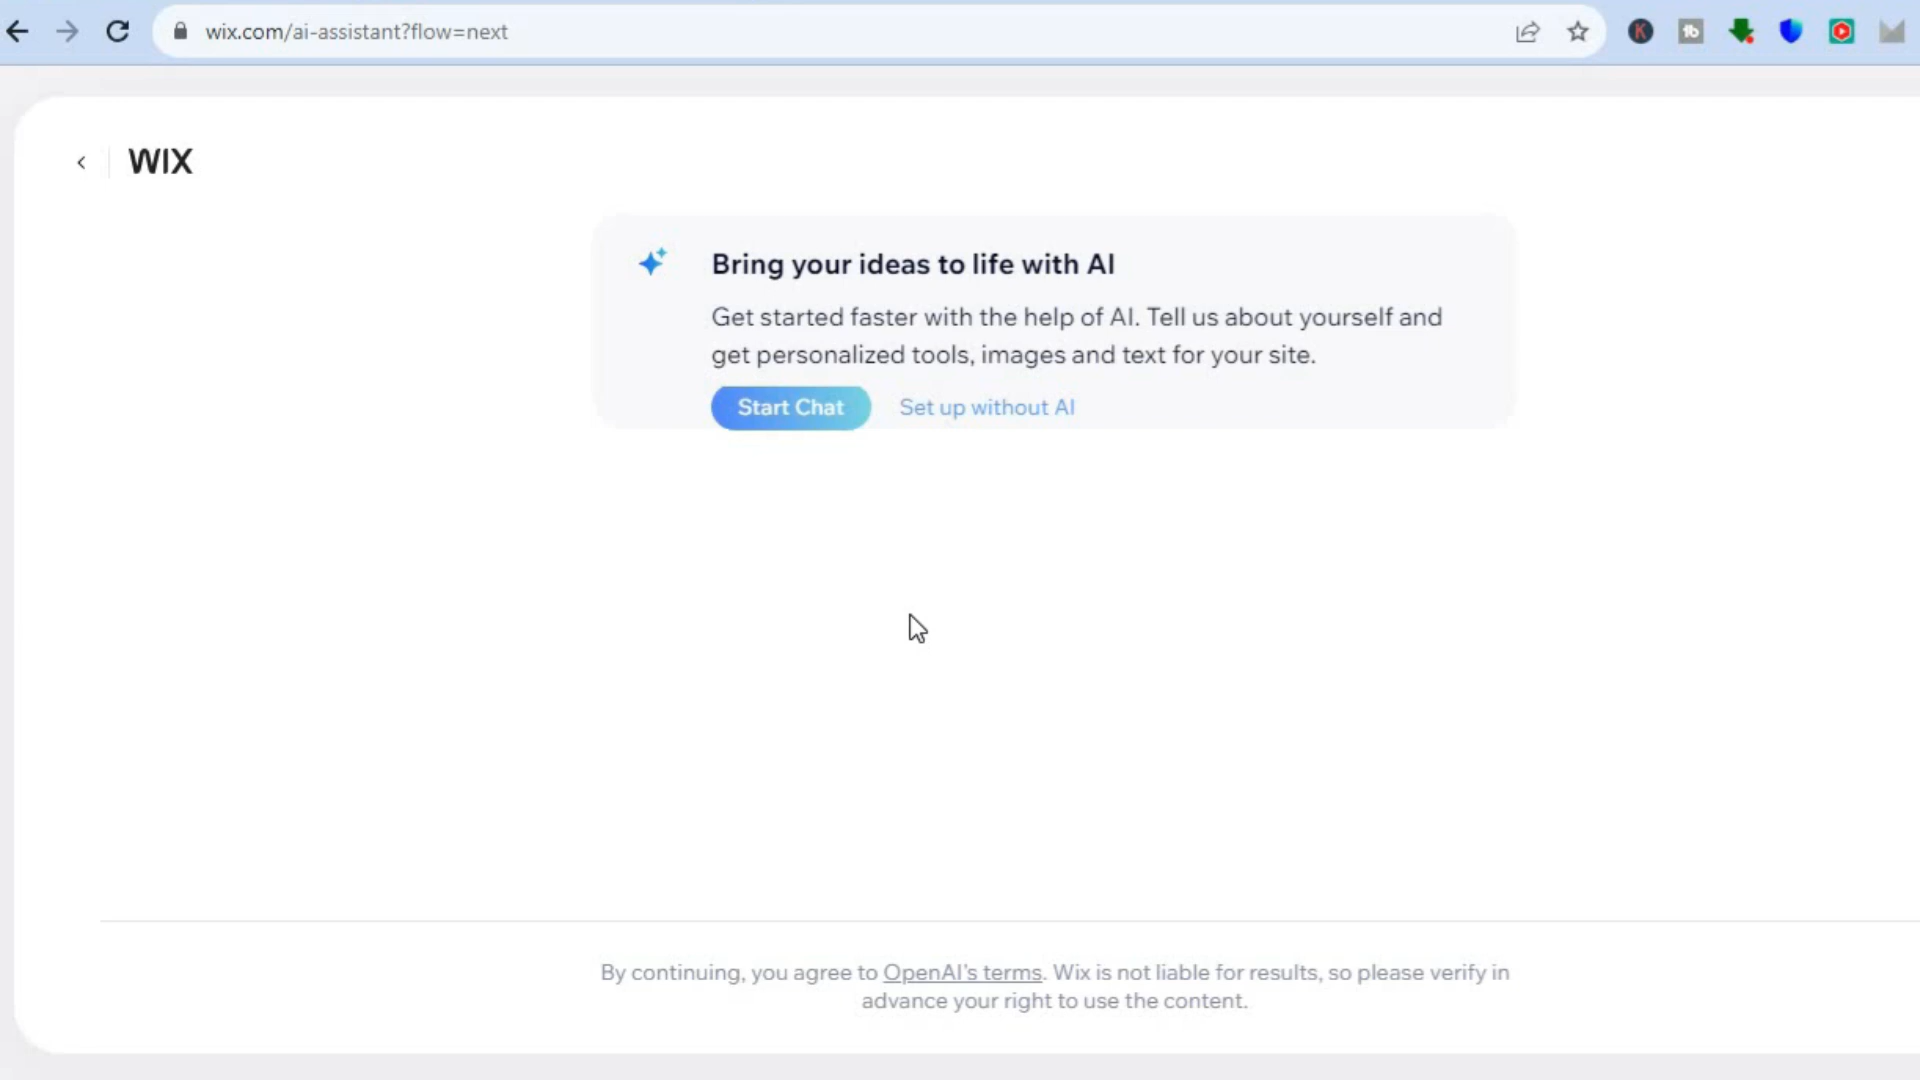 wix.com/ai-assistant?flow=next
K
tb
WIX
Bring your ideas to life with AI
Get started faster with the help of AI. Tell us about yourself and
get personalized tools, images and text for your site.
Start Chat Set up without AI
By continuing, you agree to OpenAI's terms. Wix is not liable for results, so please verify in
advance your right to use the content.